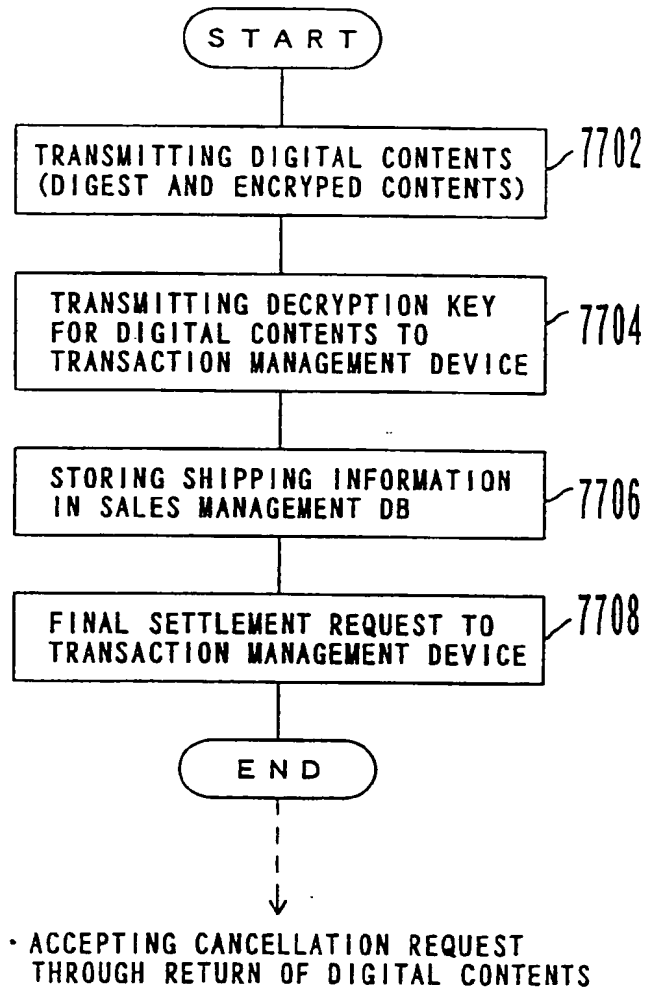 START
TRANSMITTING DIGITAL CONTENTS
(DIGEST AND ENCRYPED CONTENTS)
7702
TRANSMITTING DECRYPTION KEY
FOR DIGITAL CONTENTS TO
TRANSACTION MANAGEMENT DEVICE
7704
STORING SHIPPING INFORMATION
IN SALES MANAGEMENT DB
7706
FINAL SETTLEMENT REQUEST TO
TRANSACTION MANAGEMENT DEVICE
7708
END
· ACCEPTING CANCELLATION REQUEST
THROUGH RETURN OF DIGITAL CONTENTS